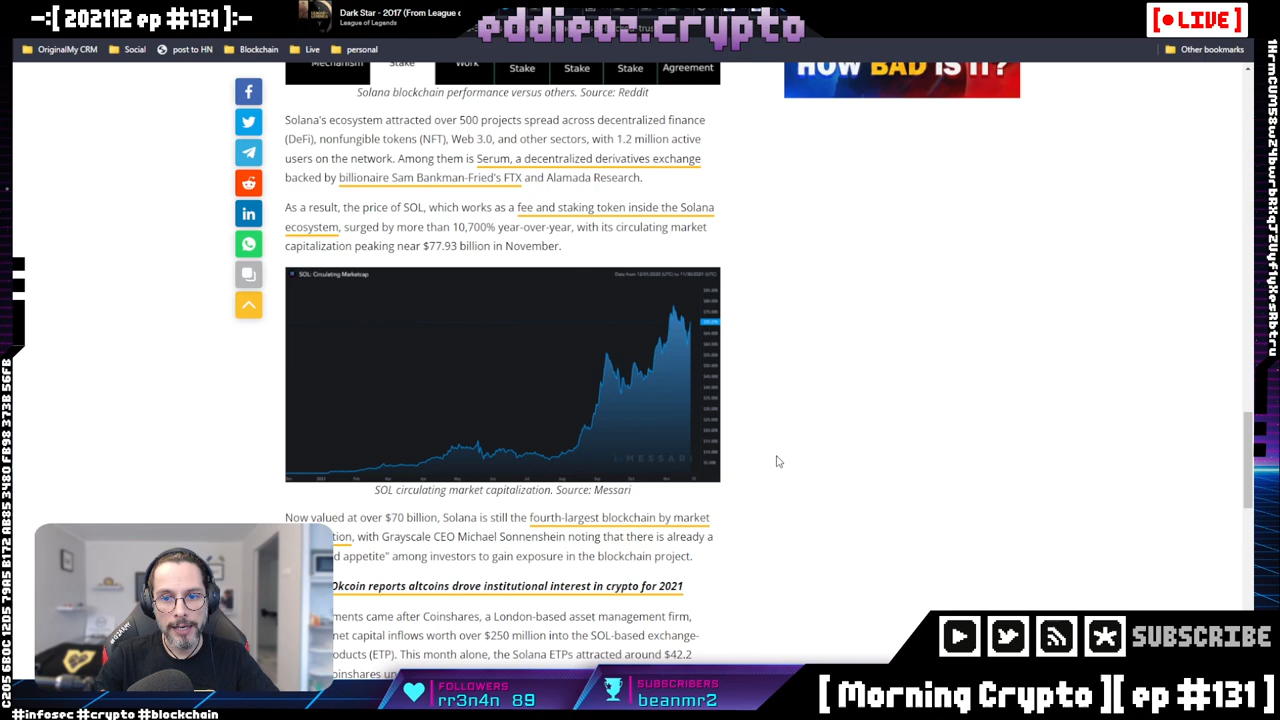 -:[ 202112 ep #131 ]:-
Dark Star - 2017 (From League o
League of Legends
eddieoz.crypto
[ • LIVE ]
OriginalMy CRM
Social
post to HN
Blockchain
Live
personal
Other bookmarks
Mechanism
Stake
Work
Stake
Stake
Stake
Agreement
HOW BAD IS IT?
Solana blockchain performance versus others. Source: Reddit
Solana's ecosystem attracted over 500 projects spread across decentralized finance
(DeFi), nonfungible tokens (NFT), Web 3.0, and other sectors, with 1.2 million active
users on the network. Among them is Serum, a decentralized derivatives exchange
backed by billionaire Sam Bankman-Fried's FTX and Alamada Research.
As a result, the price of SOL, which works as a fee and staking token inside the Solana
ecosystem, surged by more than 10,700% year-over-year, with its circulating market
capitalization peaking near $77.93 billion in November.
SOL: Circulating Marketcap
MESSARI
SOL circulating market capitalization. Source: Messari
Now valued at over $70 billion, Solana is still the fourth-largest blockchain by market
tion, with Grayscale CEO Michael Sonnenshein noting that there is already a
d appetite" among investors to gain exposure in the blockchain project.
Okcoin reports altcoins drove institutional interest in crypto for 2021
ments came after Coinshares, a London-based asset management firm,
net capital inflows worth over $250 million into the SOL-based exchange-
oducts (ETP). This month alone, the Solana ETPs attracted around $42.2
oinshares un
SUBSCRIBE
FOLLOWERS
rr3n4n 89
SUBSCRIBERS
beanmr2
[ Morning Crypto ][ ep #131 ]
#infosec #crypto #blockchain